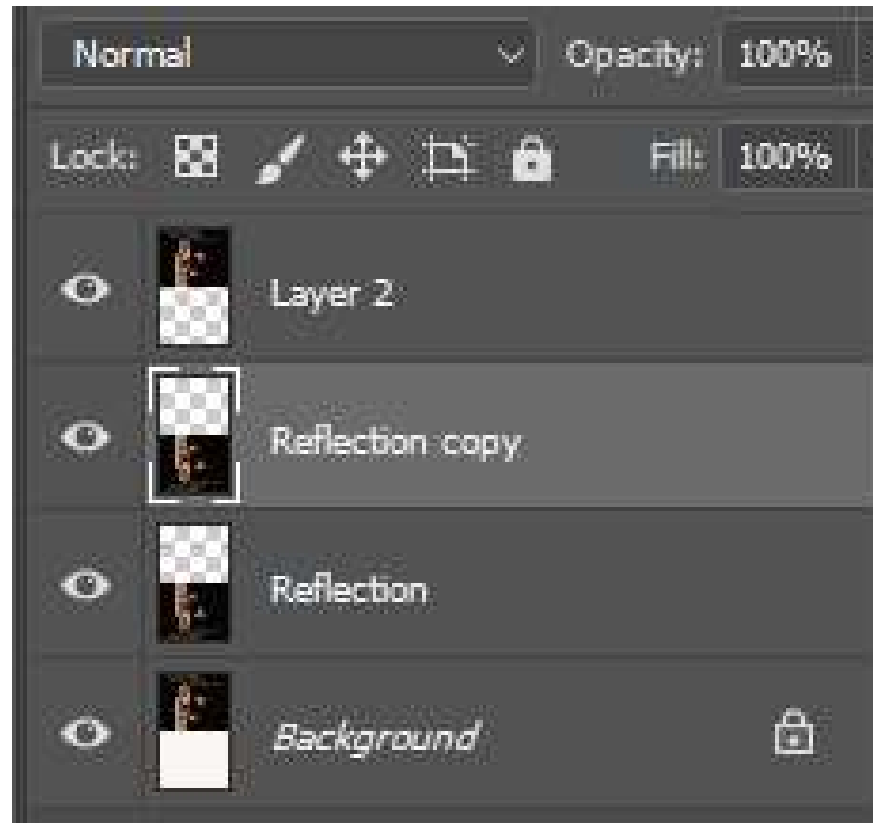 Normal Opacity: 100%
Lock: Fill: 100%
Layer 2
Reflection copy
Reflection
Background